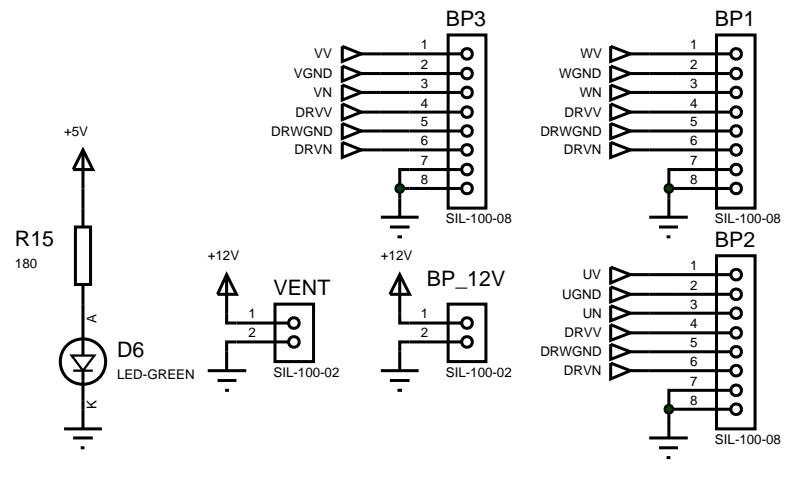 BP3
VV 1
VGND 2
VN 3
DRVV 4
DRWGND 5
DRVN 6
7
8
SIL-100-08
BP1
WV 1
WGND 2
WN 3
DRVV 4
DRWGND 5
DRVN 6
7
8
SIL-100-08
+5V
R15
180
A
D6
LED-GREEN
K
+12V
VENT
1
2
SIL-100-02
+12V
BP_12V
1
2
SIL-100-02
BP2
UV 1
UGND 2
UN 3
DRVV 4
DRWGND 5
DRVN 6
7
8
SIL-100-08